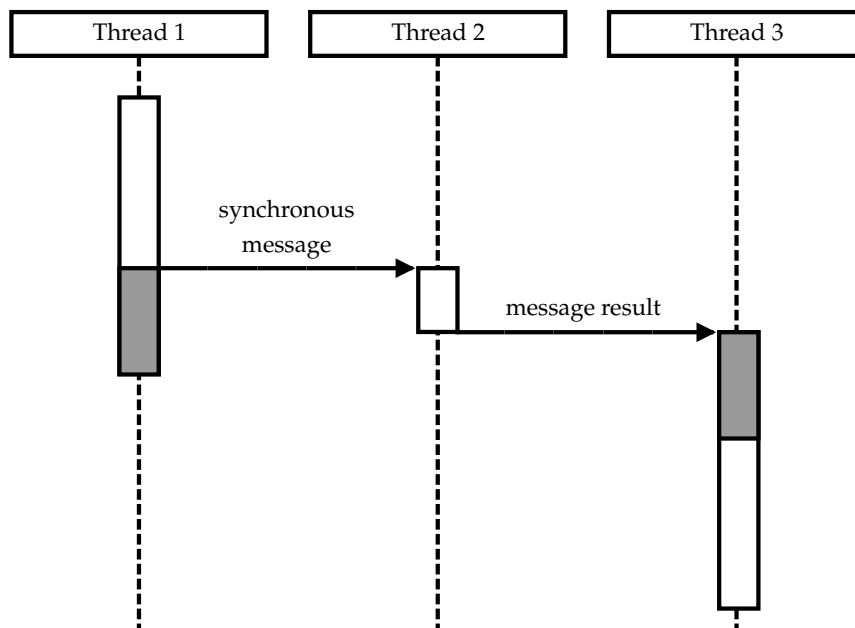 Thread 1
Thread 2
Thread 3
synchronous
message
message result